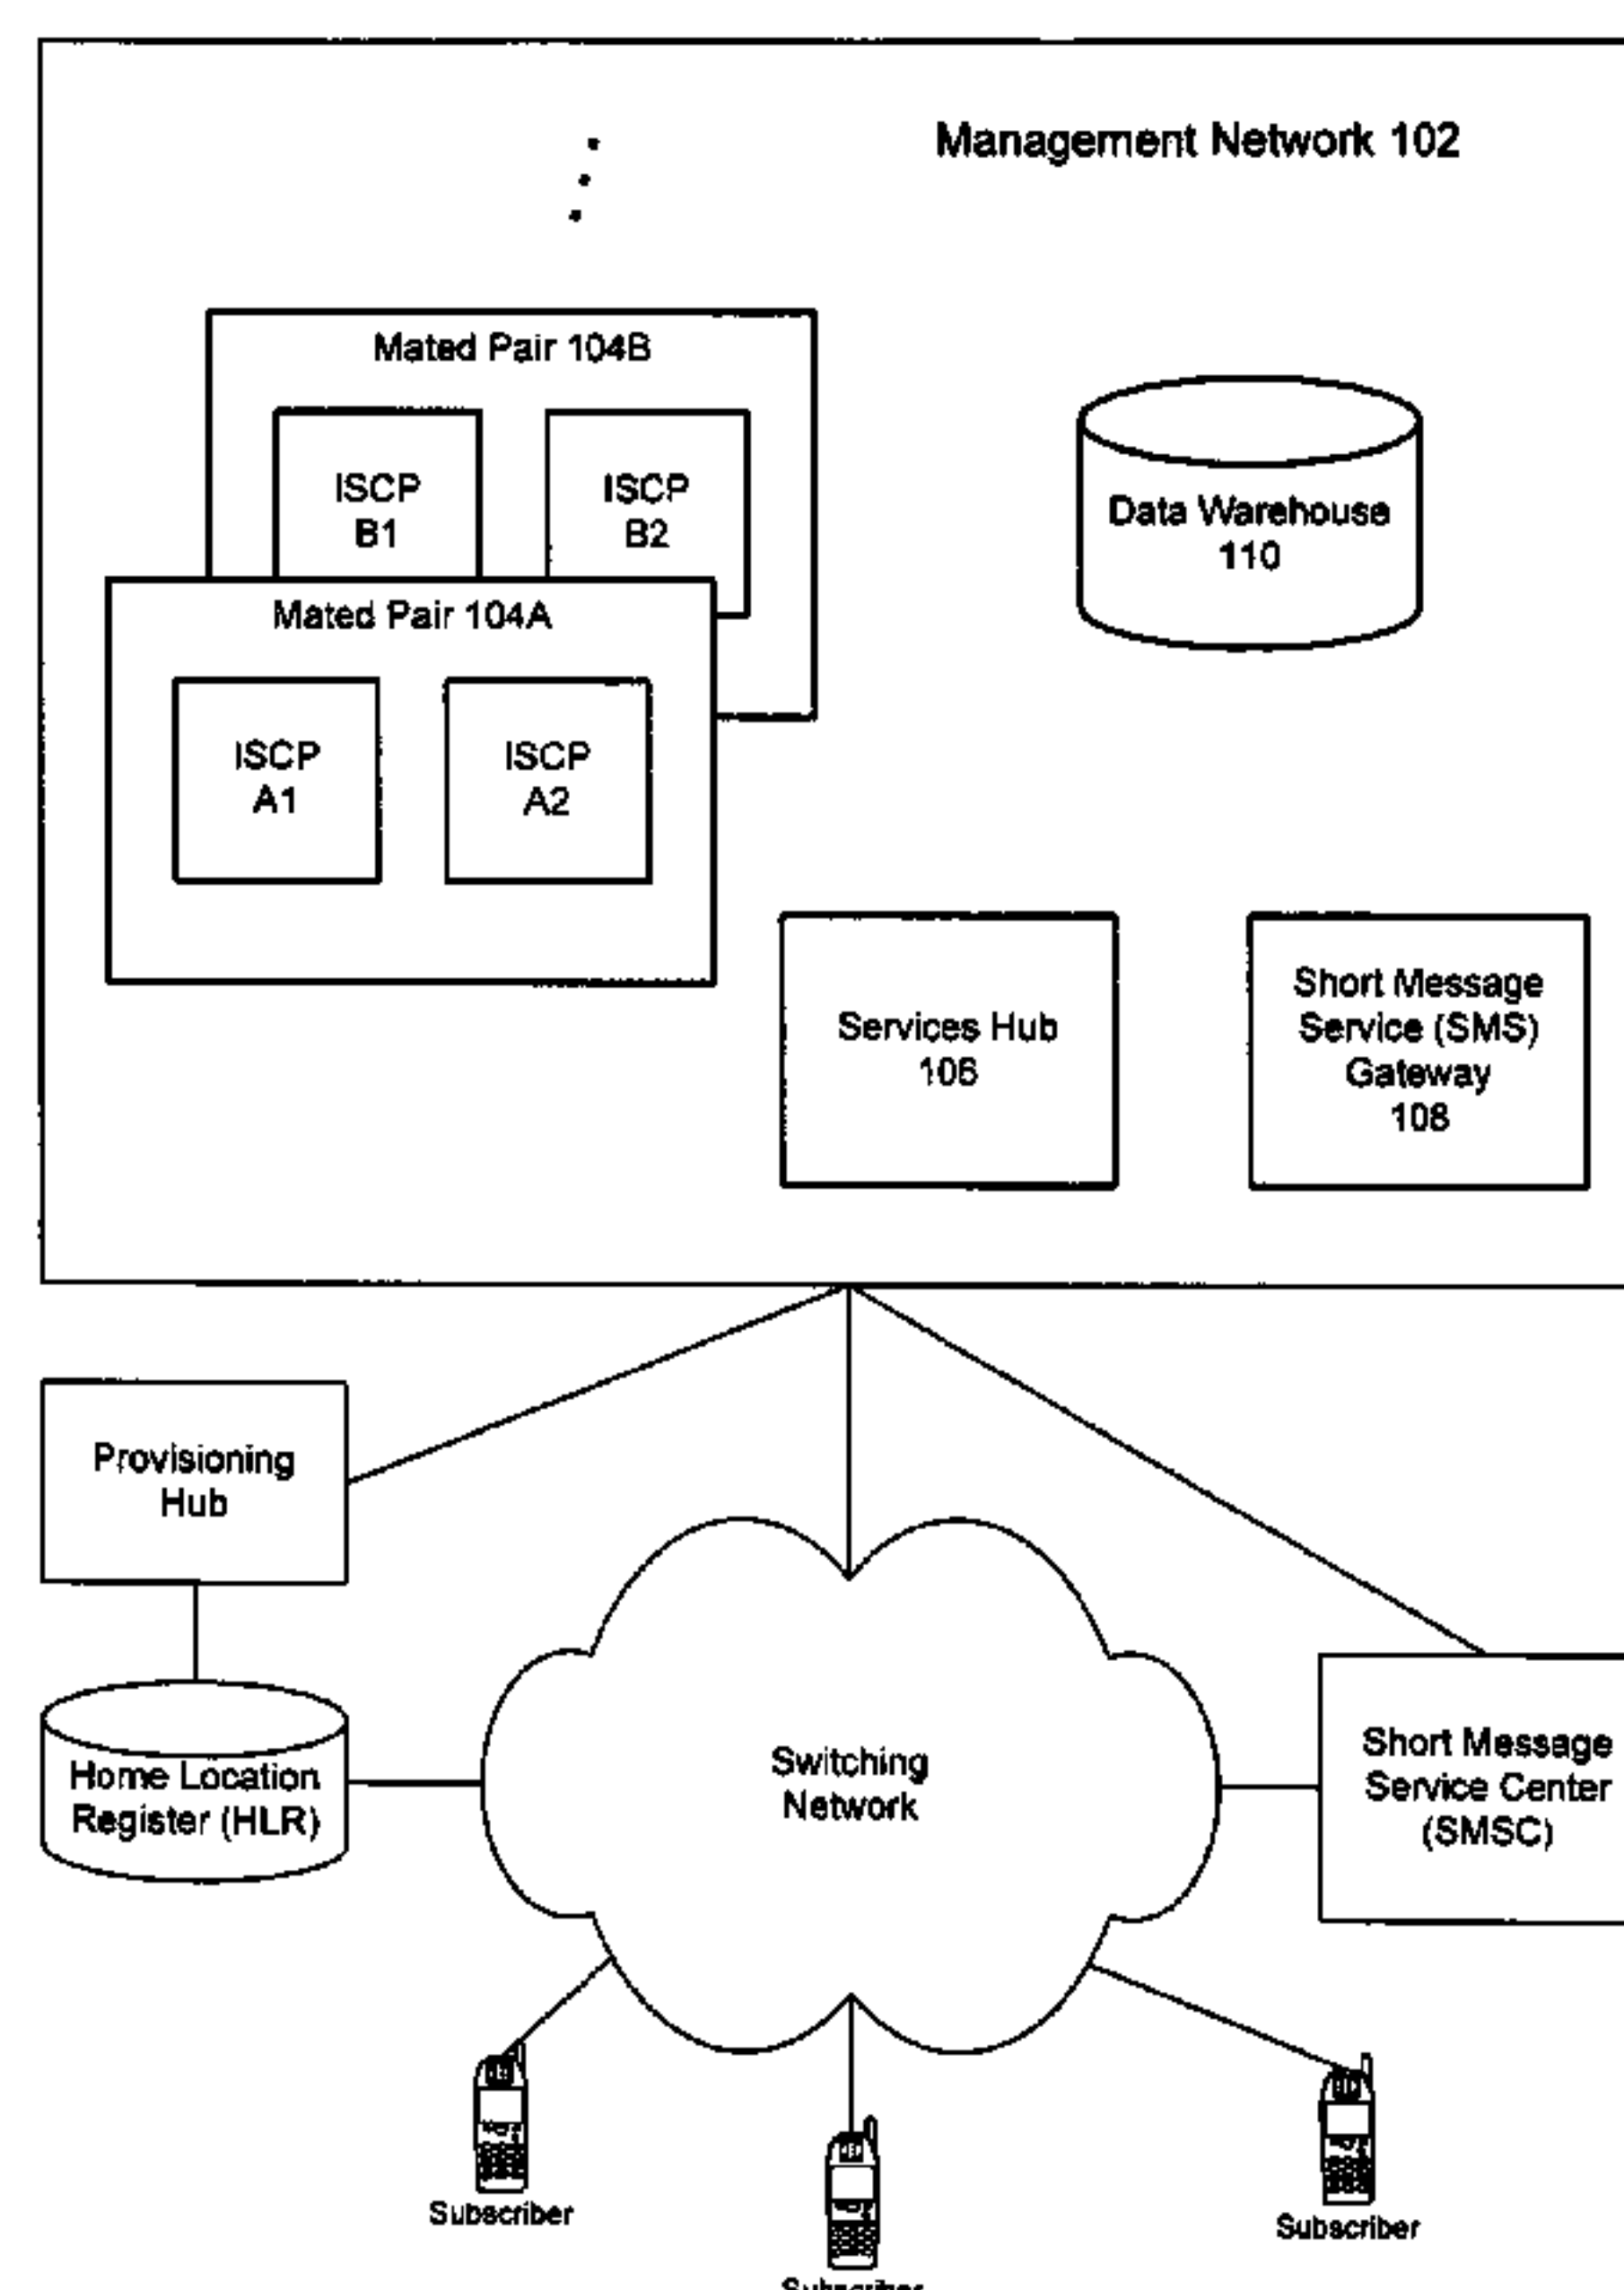 Management Network 102
Mated Pair 104B
ISCP
B1
ISCP
B2
Data Warehouse
110
Mated Pair 104A
ISCP
A1
ISCP
A2
Services Hub
106
Short Message
Service (SMS)
Gateway
108
Provisioning
Hub
Home Location
Register (HLR)
Switching
Network
Short Message
Service Center
(SMSC)
Subscriber
Subscriber
Subscriber